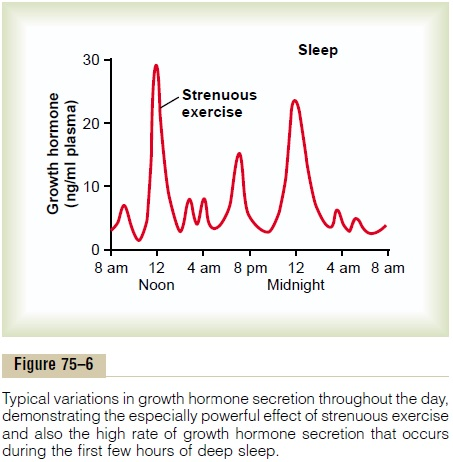 Sleep
30
Strenuous
exercise
20
Growth hormone
(ng/ml plasma)
10
0
8 am 12 4 am 8 pm 12 4 am 8 am
Noon Midnight
Figure 75–6
Typical variations in growth hormone secretion throughout the day,
demonstrating the especially powerful effect of strenuous exercise
and also the high rate of growth hormone secretion that occurs
during the first few hours of deep sleep.